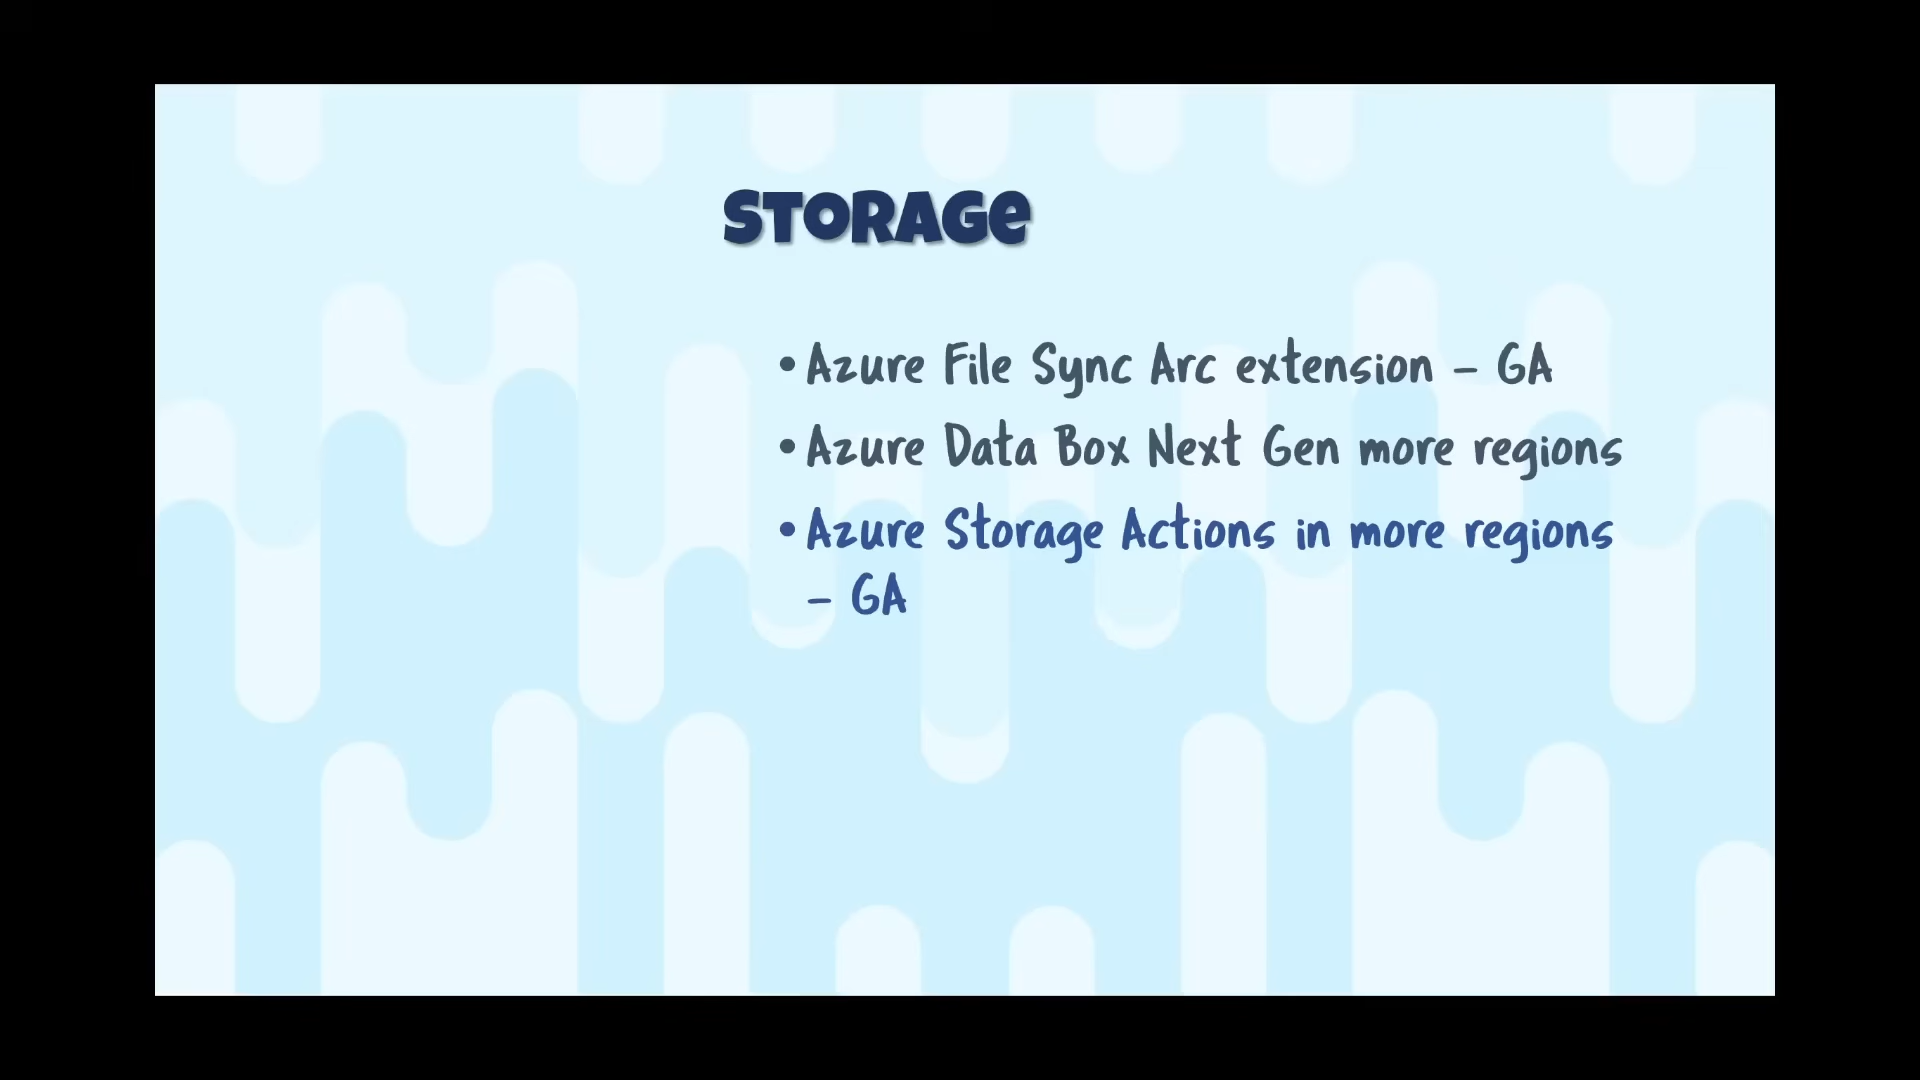 STORAGe
• Azure File Sync Arc extension – GA
• Azure Data Box Next Gen more regions
• Azure Storage Actions in more regions
– GA